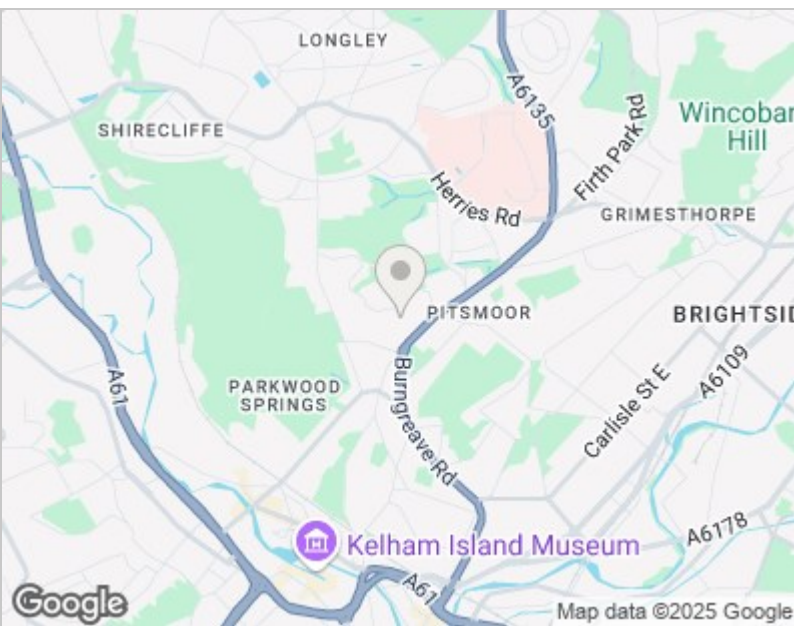 LONGLEY
A6135
Firth Park Rd
Wincoban
Hill
SHIRECLIFFE
Herries Rd
GRIMESTHORPE
PITSMOOR
BRIGHTSID
A61
PARKWOOD
SPRINGS
Burngreave Rd
Carlisle St E
A6109
A6178
Kelham Island Museum
A61
Google
Map data ©2025 Google